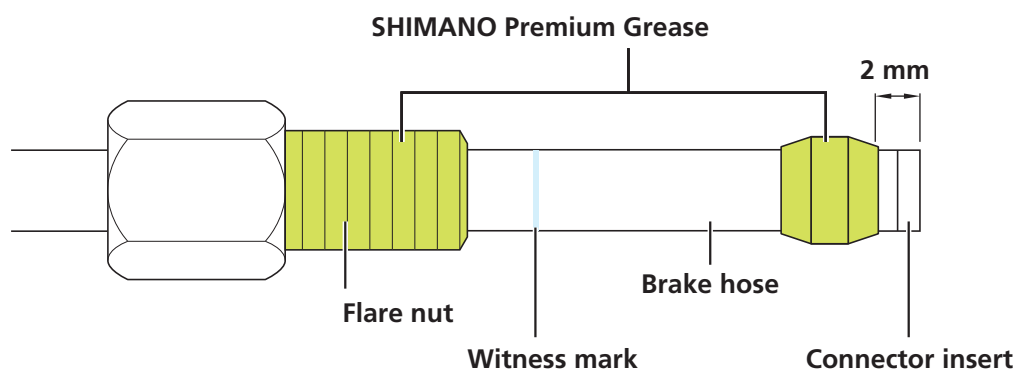 SHIMANO Premium Grease
2 mm
Brake hose
Flare nut
Witness mark
Connector insert